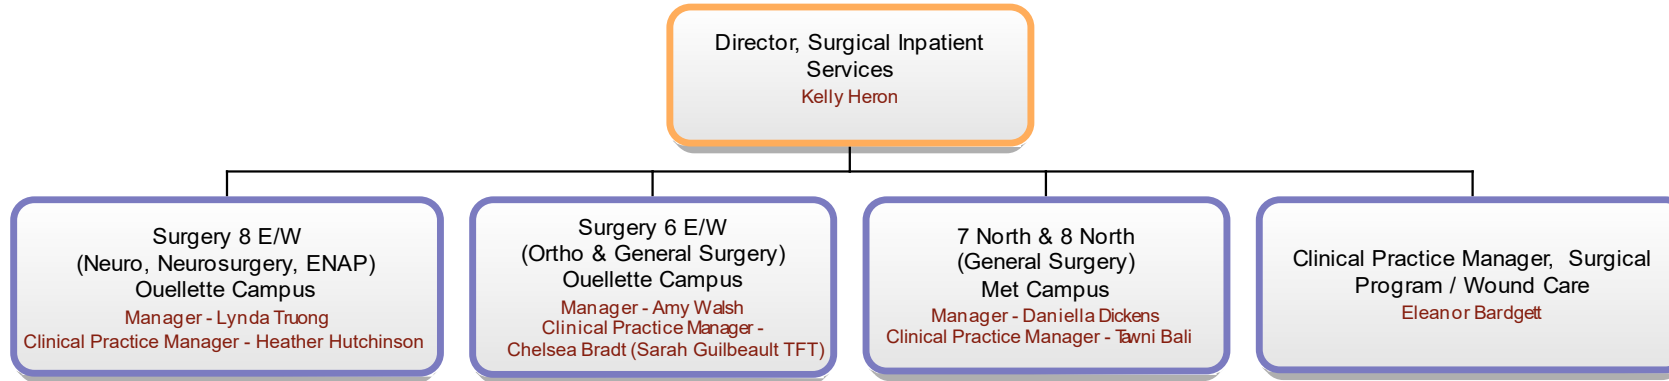 Director, Surgical Inpatient
Services
Kelly Heron
Surgery 8 E/W
(Neuro, Neurosurgery, ENAP)
Ouellette Campus
Manager - Lynda Truong
Clinical Practice Manager - Heather Hutchinson
Surgery 6 E/W
(Ortho & General Surgery)
Ouellette Campus
Manager - Amy Walsh
Clinical Practice Manager -
Chelsea Bradt (Sarah Guilbeault TFT)
7 North & 8 North
(General Surgery)
Met Campus
Manager - Daniella Dickens
Clinical Practice Manager - Tawni Bali
Clinical Practice Manager, Surgical
Program / Wound Care
Eleanor Bardgett